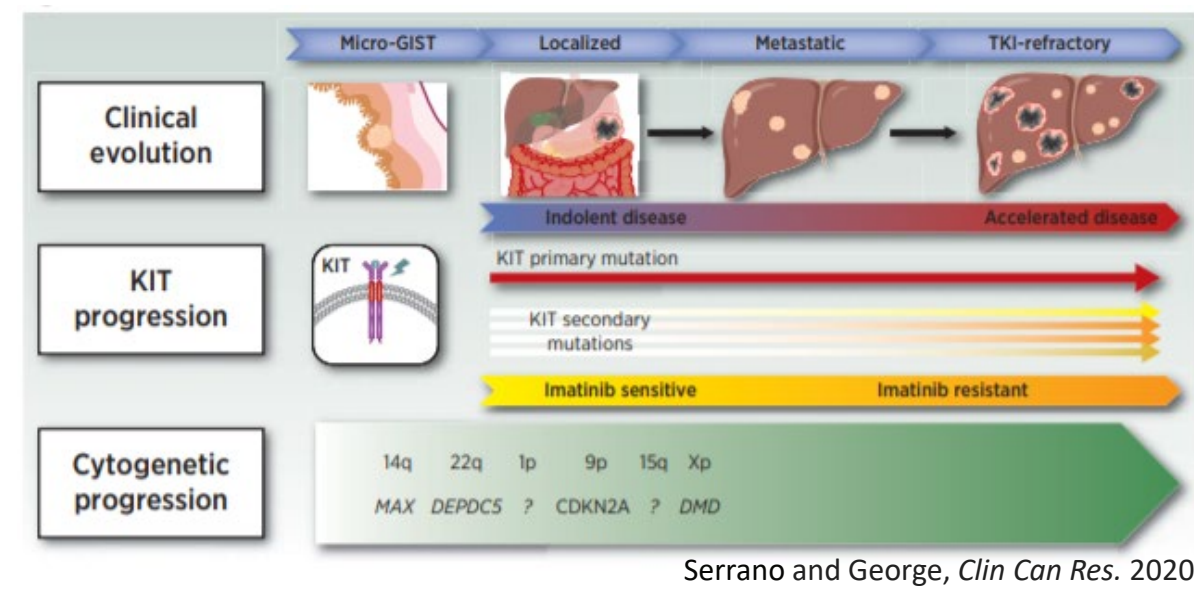 Micro-GIST Localized Metastatic TKI-refractory
Clinical
evolution
Indolent disease Accelerated disease
KIT
progression
KIT
KIT primary mutation
KIT secondary
mutations
Imatinib sensitive Imatinib resistant
Cytogenetic
progression
14q 22q 1p 9p 15q Xp
MAX DEPDC5 ? CDKN2A ? DMD
Serrano and George, Clin Can Res. 2020